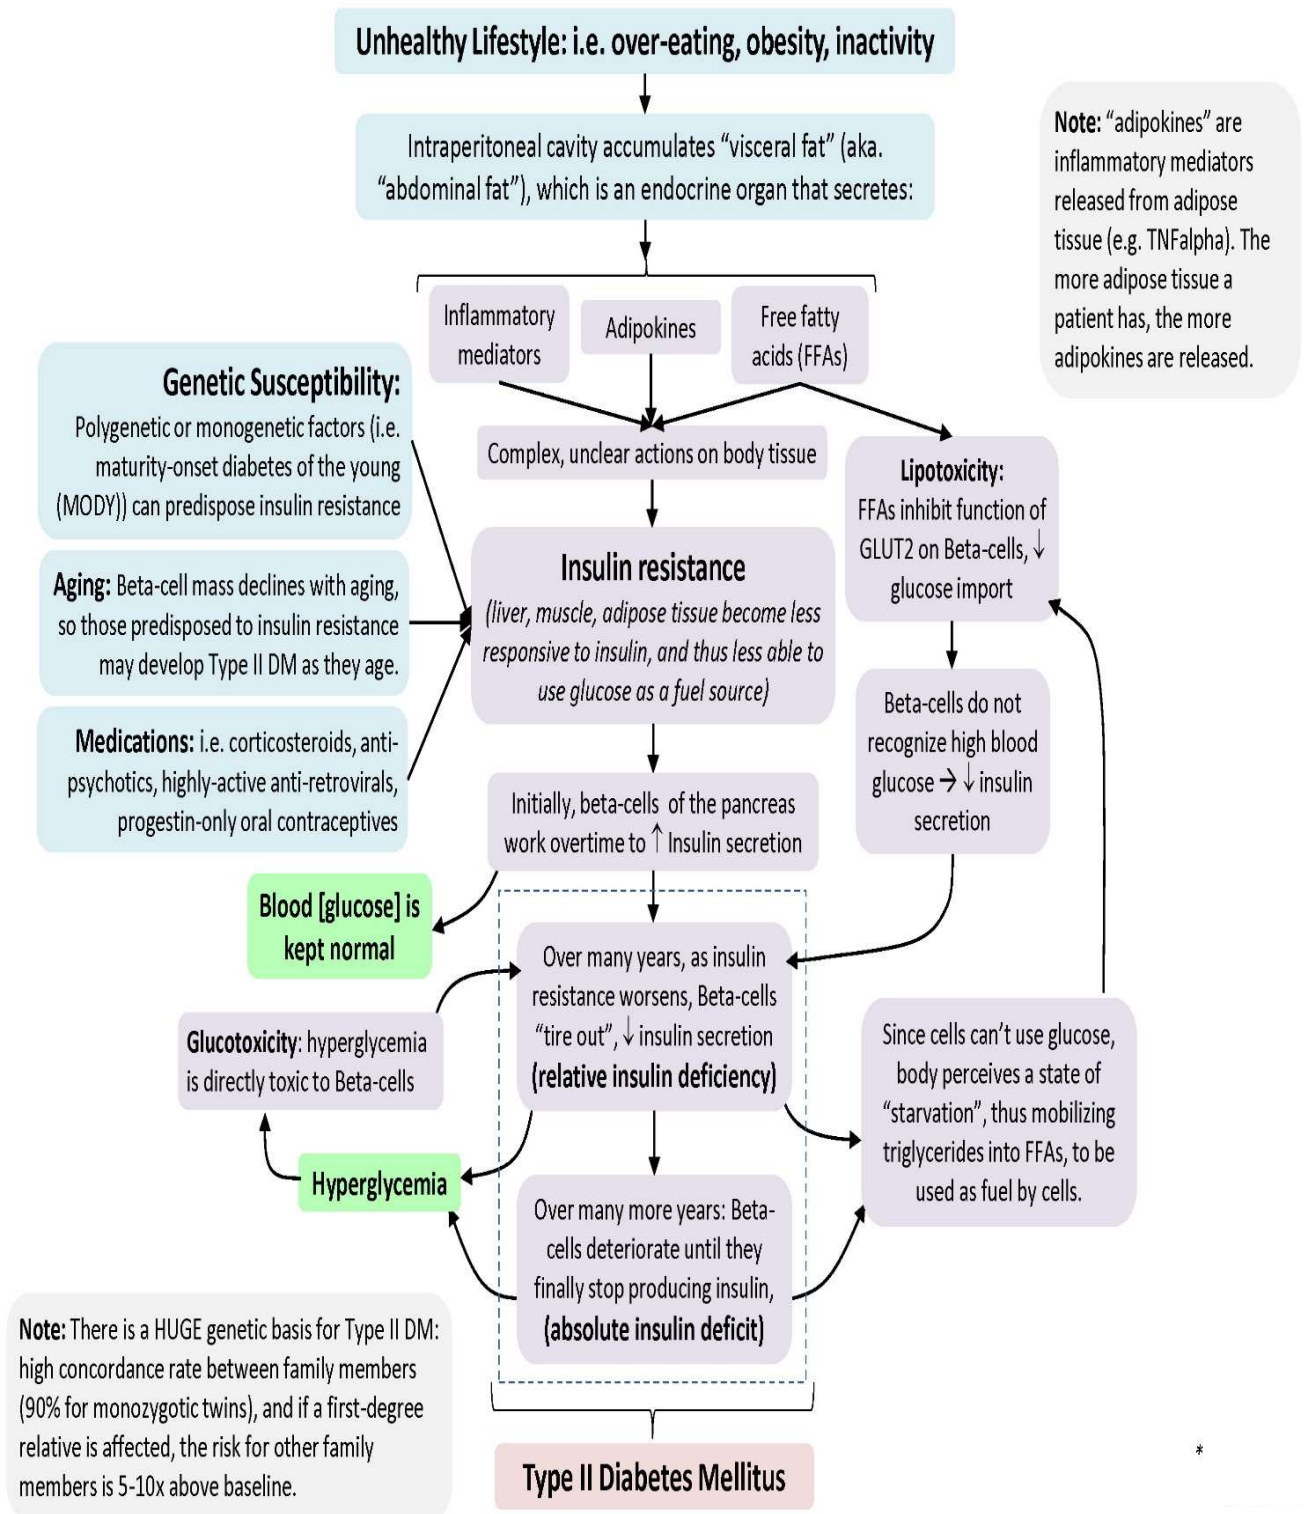 Unhealthy Lifestyle: i.e. over-eating, obesity, inactivity
Intraperitoneal cavity accumulates “visceral fat” (aka.
“abdominal fat”), which is an endocrine organ that secretes:
Note: “adipokines” are
inflammatory mediators
released from adipose
tissue (e.g. TNFalpha). The
more adipose tissue a
patient has, the more
adipokines are released.
Inflammatory
mediators
Adipokines
Free fatty
acids (FFAs)
Genetic Susceptibility:
Polygenetic or monogenetic factors (i.e.
maturity-onset diabetes of the young
(MODY)) can predispose insulin resistance
Complex, unclear actions on body tissue
Lipotoxicity:
FFAs inhibit function of
GLUT2 on Beta-cells, ↓
glucose import
Aging: Beta-cell mass declines with aging,
so those predisposed to insulin resistance
may develop Type II DM as they age.
Insulin resistance
(liver, muscle, adipose tissue become less
responsive to insulin, and thus less able to
use glucose as a fuel source)
Medications: i.e. corticosteroids, anti-
psychotics, highly-active anti-retrovirals,
progestin-only oral contraceptives
Beta-cells do not
recognize high blood
glucose → ↓ insulin
secretion
Initially, beta-cells of the pancreas
work overtime to ↑ Insulin secretion
Blood [glucose] is
kept normal
Over many years, as insulin
resistance worsens, Beta-cells
“tire out”, ↓ insulin secretion
(relative insulin deficiency)
Glucotoxicity: hyperglycemia
is directly toxic to Beta-cells
Since cells can’t use glucose,
body perceives a state of
“starvation”, thus mobilizing
triglycerides into FFAs, to be
used as fuel by cells.
Hyperglycemia
Over many more years: Beta-
cells deteriorate until they
finally stop producing insulin,
(absolute insulin deficit)
Note: There is a HUGE genetic basis for Type II DM:
high concordance rate between family members
(90% for monozygotic twins), and if a first-degree
relative is affected, the risk for other family
members is 5-10x above baseline.
Type II Diabetes Mellitus
*